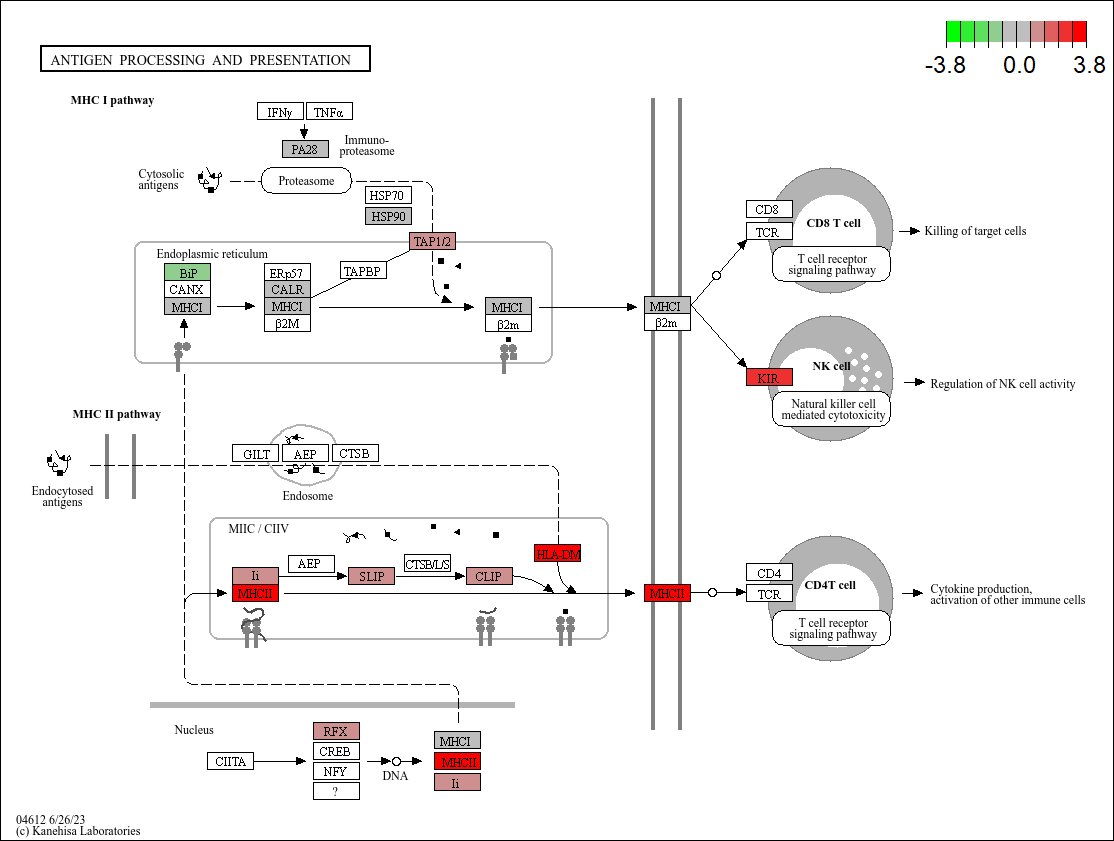 -3.8 0.0 3.8
ANTIGEN PROCESSING AND PRESENTATION
MHC I pathway
IFNγ TNFα
PA28
Immuno-
proteasome
Cytosolic
antigens
Proteasome
HSP70
HSP90
TAP1/2
Endoplasmic reticulum
BiP
CANX
MHCI
ERp57
CALR
MHCI
β2M
TAPBP
MHCI
β2m
MHCI
β2m
CD8
TCR
CD8 T cell
T cell receptor
signaling pathway
Killing of target cells
KIR
NK cell
Natural killer cell
mediated cytotoxicity
Regulation of NK cell activity
MHC II pathway
Endocytosed
antigens
GILT AEP CTSB
Endosome
MIIC / CIIV
HLA-DM
Ii
MHCII
AEP
SLIP
CTSB/L/S
CLIP
MHCII
CD4
TCR
CD4T cell
T cell receptor
signaling pathway
Cytokine production,
activation of other immune cells
Nucleus
CIITA
RFX
CREB
NFY
?
DNA
MHCI
MHCII
Ii
04612 6/26/23
(c) Kanehisa Laboratories